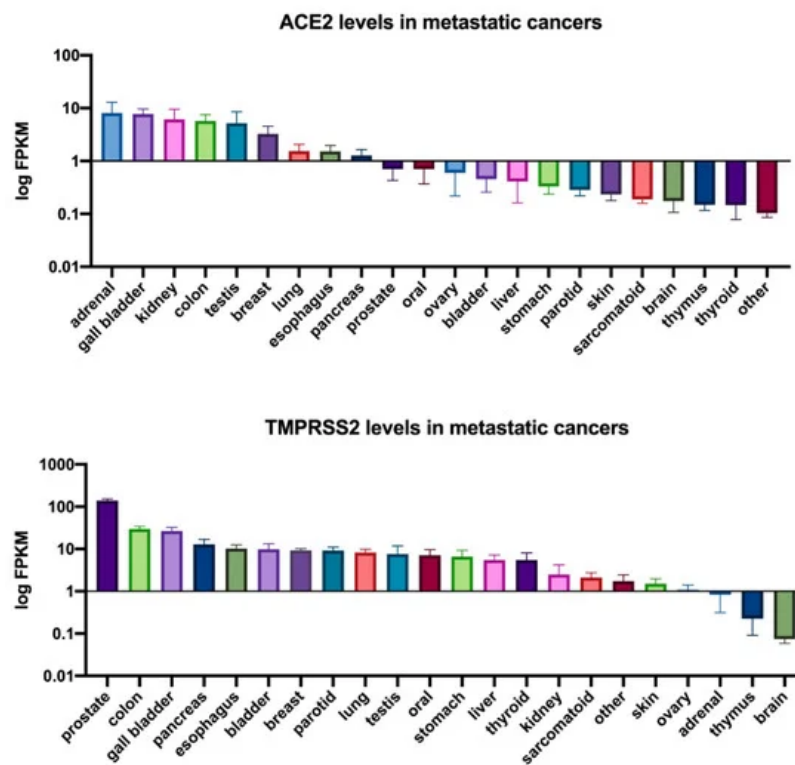 ACE2 levels in metastatic cancers
log FPKM
100
10
1
0.1
0.01
adrenal
gall bladder
kidney
colon
testis
breast
lung
esophagus
pancreas
prostate
oral
ovary
bladder
liver
stomach
parotid
skin
sarcomatoid
brain
thymus
thyroid
other
TMPRSS2 levels in metastatic cancers
log FPKM
1000
100
10
1
0.1
0.01
prostate
colon
gall bladder
pancreas
esophagus
bladder
breast
parotid
lung
testis
oral
stomach
liver
thyroid
kidney
sarcomatoid
other
skin
ovary
adrenal
thymus
brain